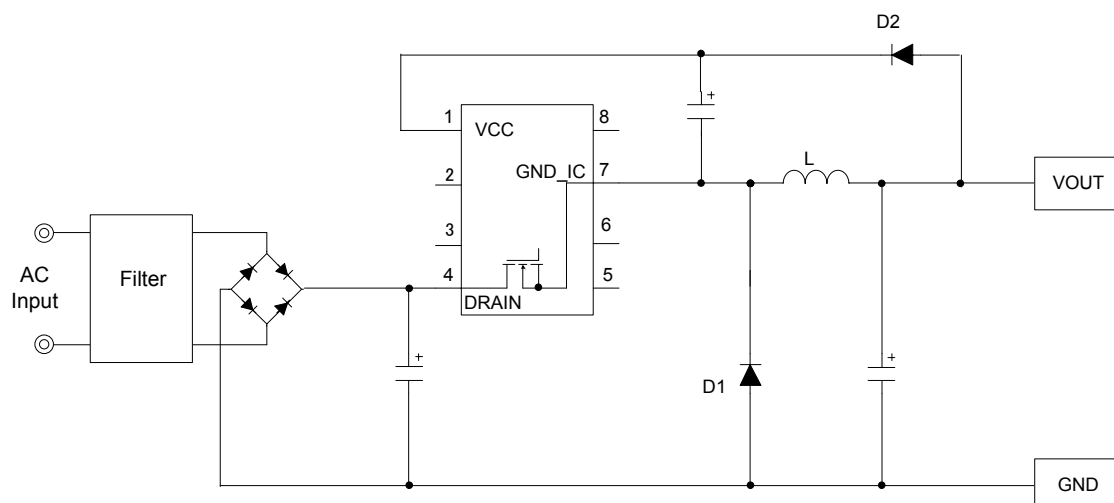 D2
1
VCC
8
+
2
GND_IC
7
L
VOUT
3
6
AC
Input
Filter
4
DRAIN
5
+
D1
+
GND